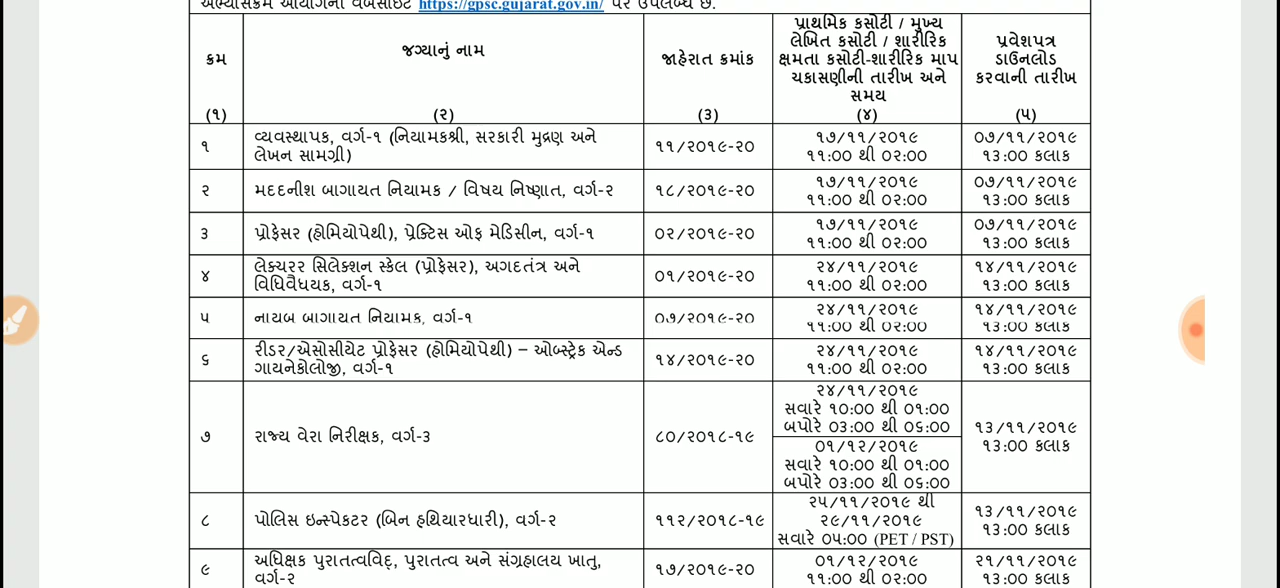 અભ્યાસક્રમ આયોગની વેબસાઈટ https://gpsc.gujarat.gov.in/ પર ઉપલબ્ધ છે.
ક્રમ
જગ્યાનું નામ
જાહેરાત ક્રમાંક
પ્રાથમિક કસોટી / મુખ્ય
લેખિત કસોટી / શારીરિક
ક્ષમતા કસોટી-શારીરિક માપ
ચકાસણીની તારીખ અને
સમય
પ્રવેશપત્ર
ડાઉનલોડ
કરવાની તારીખ
(૧)
(૨)
(૩)
(૪)
(૫)
૧
વ્યવસ્થાપક, વર્ગ-૧ (નિયામકશ્રી, સરકારી મુદ્રણ અને
લેખન સામગ્રી)
૧૧/૨૦૧૯-૨૦
૧૭/૧૧/૨૦૧૯
૧૧:૦૦ થી ૦૨:૦૦
૦૭/૧૧/૨૦૧૯
૧૩:૦૦ કલાક
૨
મદદનીશ બાગાયત નિયામક / વિષય નિષ્ણાત, વર્ગ-૨
૧૮/૨૦૧૯-૨૦
૧૭/૧૧/૨૦૧૯
૧૧:૦૦ થી ૦૨:૦૦
૦૭/૧૧/૨૦૧૯
૧૩:૦૦ કલાક
૩
પ્રોફેસર (હોમિયોપેથી), પ્રેક્ટિસ ઓફ મેડિસીન, વર્ગ-૧
૦૨/૨૦૧૯-૨૦
૧૭/૧૧/૨૦૧૯
૧૧:૦૦ થી ૦૨:૦૦
૦૭/૧૧/૨૦૧૯
૧૩:૦૦ કલાક
૪
લેક્ચરર સિલેક્શન સ્કેલ (પ્રોફેસર), અગદતંત્ર અને
વિધિવૈધયક, વર્ગ-૧
૦૧/૨૦૧૯-૨૦
૨૪/૧૧/૨૦૧૯
૧૧:૦૦ થી ૦૨:૦૦
૧૪/૧૧/૨૦૧૯
૧૩:૦૦ કલાક
૫
નાયબ બાગાયત નિયામક, વર્ગ-૧
૦૭/૨૦૧૯-૨૦
૨૪/૧૧/૨૦૧૯
૧૧:૦૦ થી ૦૨:૦૦
૧૪/૧૧/૨૦૧૯
૧૩:૦૦ કલાક
૬
રીડર/એસોસીયેટ પ્રોફેસર (હોમિયોપેથી) – ઓબ્સ્ટ્રેક એન્ડ
ગાયનેકોલોજી, વર્ગ-૧
૧૪/૨૦૧૯-૨૦
૨૪/૧૧/૨૦૧૯
૧૧:૦૦ થી ૦૨:૦૦
૧૪/૧૧/૨૦૧૯
૧૩:૦૦ કલાક
૭
રાજ્ય વેરા નિરીક્ષક, વર્ગ-૩
૮૦/૨૦૧૮-૧૯
૨૪/૧૧/૨૦૧૯
સવારે ૧૦:૦૦ થી ૦૧:૦૦
બપોરે ૦૩:૦૦ થી ૦૬:૦૦
૦૧/૧૨/૨૦૧૯
સવારે ૧૦:૦૦ થી ૦૧:૦૦
બપોરે ૦૩:૦૦ થી ૦૬:૦૦
૧૩/૧૧/૨૦૧૯
૧૩:૦૦ કલાક
૮
પોલિસ ઇન્સ્પેકટર (બિન હથિયારધારી), વર્ગ-૨
૧૧૨/૨૦૧૮-૧૯
૨૫/૧૧/૨૦૧૯ થી
૨૯/૧૧/૨૦૧૯
સવારે ૦૫:૦૦ (PET / PST)
૧૩/૧૧/૨૦૧૯
૧૩:૦૦ કલાક
૯
અધિક્ષક પુરાતત્વવિદ્, પુરાતત્વ અને સંગ્રહાલય ખાતુ,
વર્ગ-૨
૧૭/૨૦૧૯-૨૦
૦૧/૧૨/૨૦૧૯
૧૧:૦૦ થી ૦૨:૦૦
૨૧/૧૧/૨૦૧૯
૧૩:૦૦ કલાક